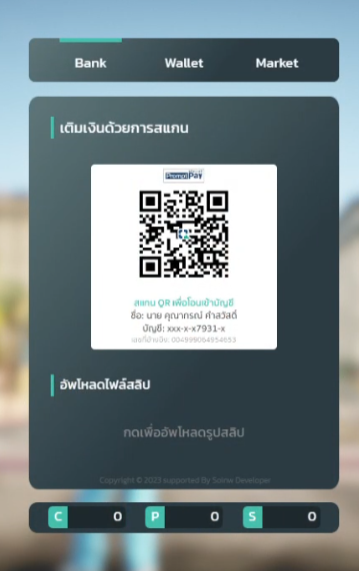 Bank Wallet Market
เติมเงินด้วยการสแกน
PromptPay
สแกน QR เพื่อโอนเข้าบัญชี
ชื่อ: นาย คุณาภรณ์ คำสวัสดิ์
บัญชี: xxx-x-x7931-x
เลขที่อ้างอิง: 004999064954653
อัพโหลดไฟล์สลิป
กดเพื่ออัพโหลดรูปสลิป
Copyright © 2023 supported By Developer
C 0 P 0 S 0